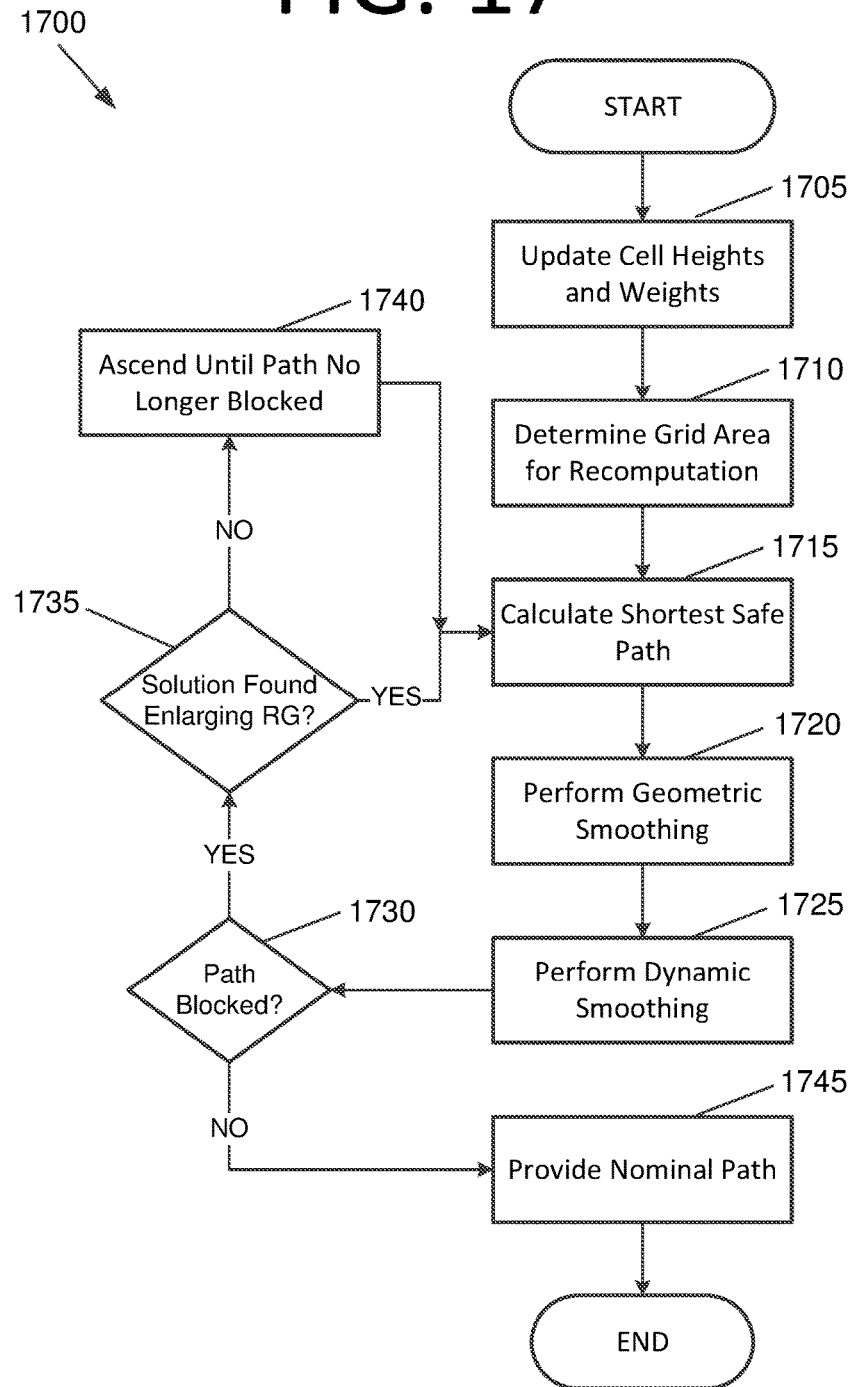 FIG. 17
1700
START
1705
Update Cell Heights
and Weights
1740
Ascend Until Path No
Longer Blocked
1710
Determine Grid Area
for Recomputation
NO
1715
Calculate Shortest Safe
Path
1735
Solution Found
Enlarging RG?
YES
1720
Perform Geometric
Smoothing
YES
1730
Path
Blocked?
1725
Perform Dynamic
Smoothing
NO
1745
Provide Nominal Path
END